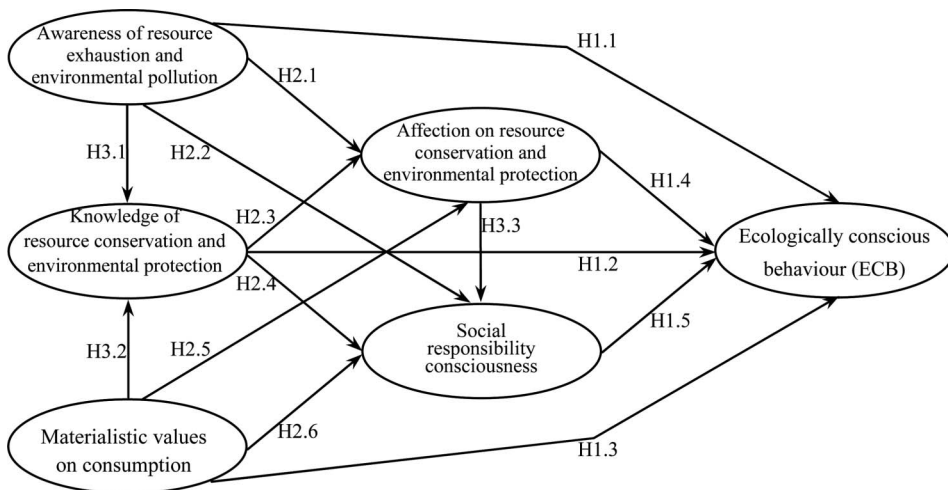 Awareness of resource
exhaustion and
environmental pollution
H1.1
H2.1
H3.1
H2.2
Affection on resource
conservation and
environmental protection
H1.4
Knowledge of
resource conservation and
environmental protection
H2.3
H3.3
H1.2
Ecologically conscious
behaviour (ECB)
H2.4
H3.2
H2.5
Social
responsibility
consciousness
H1.5
Materialistic values
on consumption
H2.6
H1.3